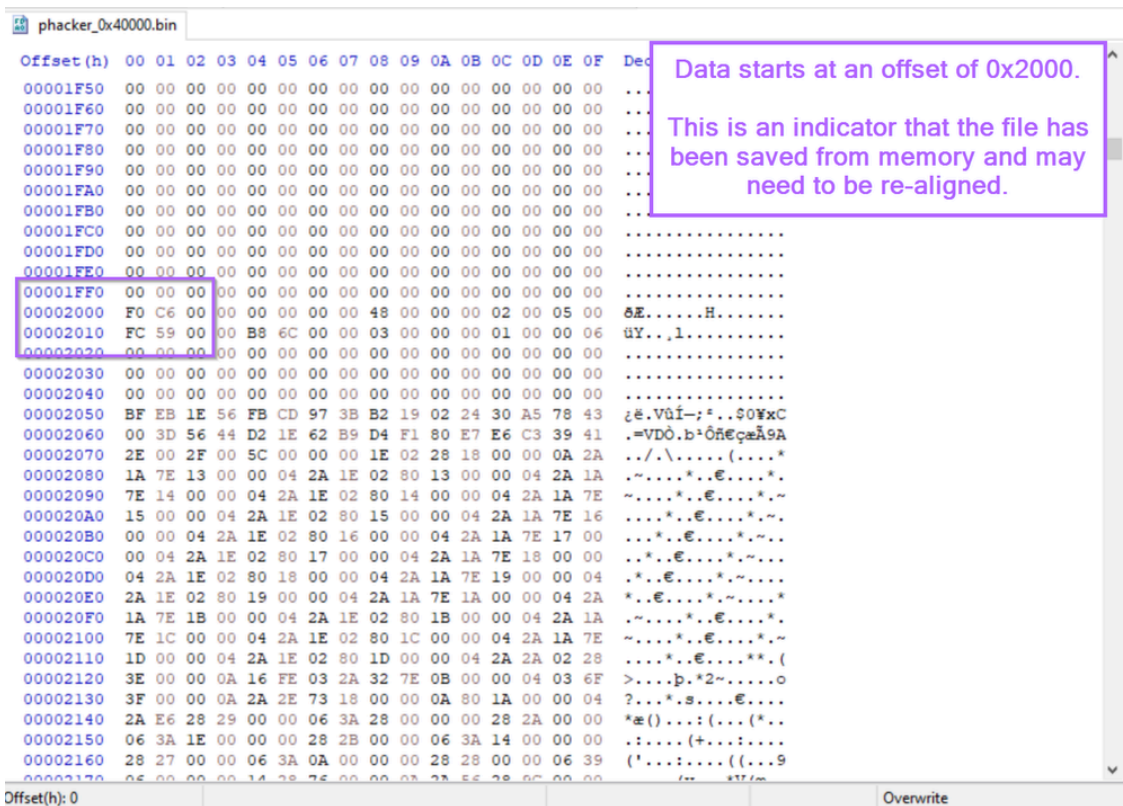 phacker_0x40000.bin
Offset(h) 00 01 02 03 04 05 06 07 08 09 0A 0B 0C 0D 0E 0F Dec
Data starts at an offset of 0x2000.
This is an indicator that the file has
been saved from memory and may
need to be re-aligned.
00001F50 00 00 00 00 00 00 00 00 00 00 00 00 00 00 00 00 ...
00001F60 00 00 00 00 00 00 00 00 00 00 00 00 00 00 00 00 ...
00001F70 00 00 00 00 00 00 00 00 00 00 00 00 00 00 00 00 ...
00001F80 00 00 00 00 00 00 00 00 00 00 00 00 00 00 00 00 ...
00001F90 00 00 00 00 00 00 00 00 00 00 00 00 00 00 00 00 ...
00001FA0 00 00 00 00 00 00 00 00 00 00 00 00 00 00 00 00 ...
00001FB0 00 00 00 00 00 00 00 00 00 00 00 00 00 00 00 00 ...
00001FC0 00 00 00 00 00 00 00 00 00 00 00 00 00 00 00 00 ................
00001FD0 00 00 00 00 00 00 00 00 00 00 00 00 00 00 00 00 ................
00001FE0 00 00 00 00 00 00 00 00 00 00 00 00 00 00 00 00 ................
00001FF0 00 00 00 00 00 00 00 00 00 00 00 00 00 00 00 00 ................
00002000 F0 C6 00 00 00 00 00 00 48 00 00 00 02 00 05 00 ðÆ......H.......
00002010 FC 59 00 00 B8 6C 00 00 03 00 00 00 01 00 00 06 üY..¸l..........
00002020 00 00 00 00 00 00 00 00 00 00 00 00 00 00 00 00 ................
00002030 00 00 00 00 00 00 00 00 00 00 00 00 00 00 00 00 ................
00002040 00 00 00 00 00 00 00 00 00 00 00 00 00 00 00 00 ................
00002050 BF EB 1E 56 FB CD 97 3B B2 19 02 24 30 A5 78 43 ¿ë.VûÍ—;²..$0¥xC
00002060 00 3D 56 44 D2 1E 62 B9 D4 F1 80 E7 E6 C3 39 41 .=VDÒ.b¹Ôñ€çæÃ9A
00002070 2E 00 2F 00 5C 00 00 00 1E 02 28 18 00 00 0A 2A ../.\.....(....*
00002080 1A 7E 13 00 00 04 2A 1E 02 80 13 00 00 04 2A 1A .~....*..€....*.
00002090 7E 14 00 00 04 2A 1E 02 80 14 00 00 04 2A 1A 7E ~....*..€....*.~
000020A0 15 00 00 04 2A 1E 02 80 15 00 00 04 2A 1A 7E 16 ....*..€....*.~.
000020B0 00 00 04 2A 1E 02 80 16 00 00 04 2A 1A 7E 17 00 ...*..€....*.~..
000020C0 00 04 2A 1E 02 80 17 00 00 04 2A 1A 7E 18 00 00 ..*..€....*.~...
000020D0 04 2A 1E 02 80 18 00 00 04 2A 1A 7E 19 00 00 04 .*..€....*.~....
000020E0 2A 1E 02 80 19 00 00 04 2A 1A 7E 1A 00 00 04 2A *..€....*.~....*
000020F0 1A 7E 1B 00 00 04 2A 1E 02 80 1B 00 00 04 2A 1A .~....*..€....*.
00002100 7E 1C 00 00 04 2A 1E 02 80 1C 00 00 04 2A 1A 7E ~....*..€....*.~
00002110 1D 00 00 04 2A 1E 02 80 1D 00 00 04 2A 2A 02 28 ....*..€....**.(
00002120 3E 00 00 0A 16 FE 03 2A 32 7E 0B 00 00 04 03 6F >....þ.*2~.....o
00002130 3F 00 00 0A 2A 2E 73 18 00 00 0A 80 1A 00 00 04 ?...*.s....€....
00002140 2A E6 28 29 00 00 06 3A 28 00 00 00 28 2A 00 00 *æ()...:(...(*..
00002150 06 3A 1E 00 00 00 28 2B 00 00 06 3A 14 00 00 00 .:....(+...:....
00002160 28 27 00 00 06 3A 0A 00 00 00 28 28 00 00 06 39 ('...:....((...9
Offset(h): 0
Overwrite